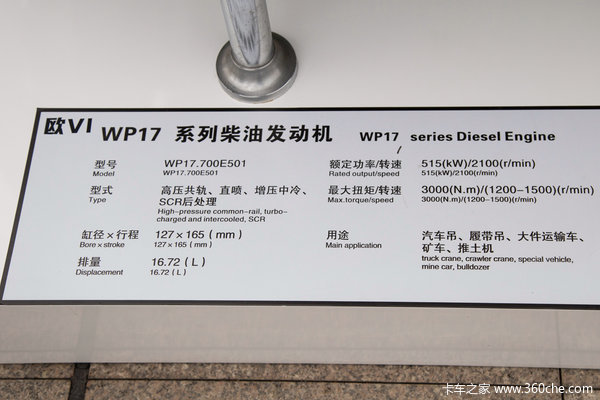 欧VI WP17 系列柴油发动机 WP17 series Diesel Engine
型号 WP17.700E501 额定功率/转速 515(kW)/2100(r/min)
Model WP17.700E501 Rated output/speed 515(kW)/2100(r/min)
型式 高压共轨、直喷、增压中冷、 最大扭矩/转速 3000(N.m)/(1200-1500)(r/min)
Type SCR后处理 Max.torque/speed 3000(N.m)/(1200-1500)(r/min)
High-pressure common-rail, turbo-
charged and intercooled, SCR
缸径×行程 127×165(mm) 用途 汽车吊、履带吊、大件运输车、
Bore×stroke 127×165(mm) Main application 矿车、推土机
排量 16.72(L) truck crane, crawler crane, special vehicle,
Displacement 16.72(L) mine car, bulldozer
卡车之家 www.360che.com